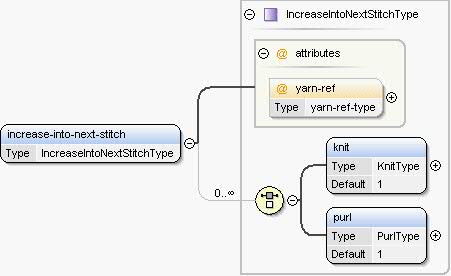 IncreaseIntoNextStitchType
@ attributes
@ yarn-ref
Type yarn-ref-type
increase-into-next-stitch
Type IncreaseIntoNextStitchType
0..∞
knit
Type KnitType
Default 1
purl
Type PurlType
Default 1